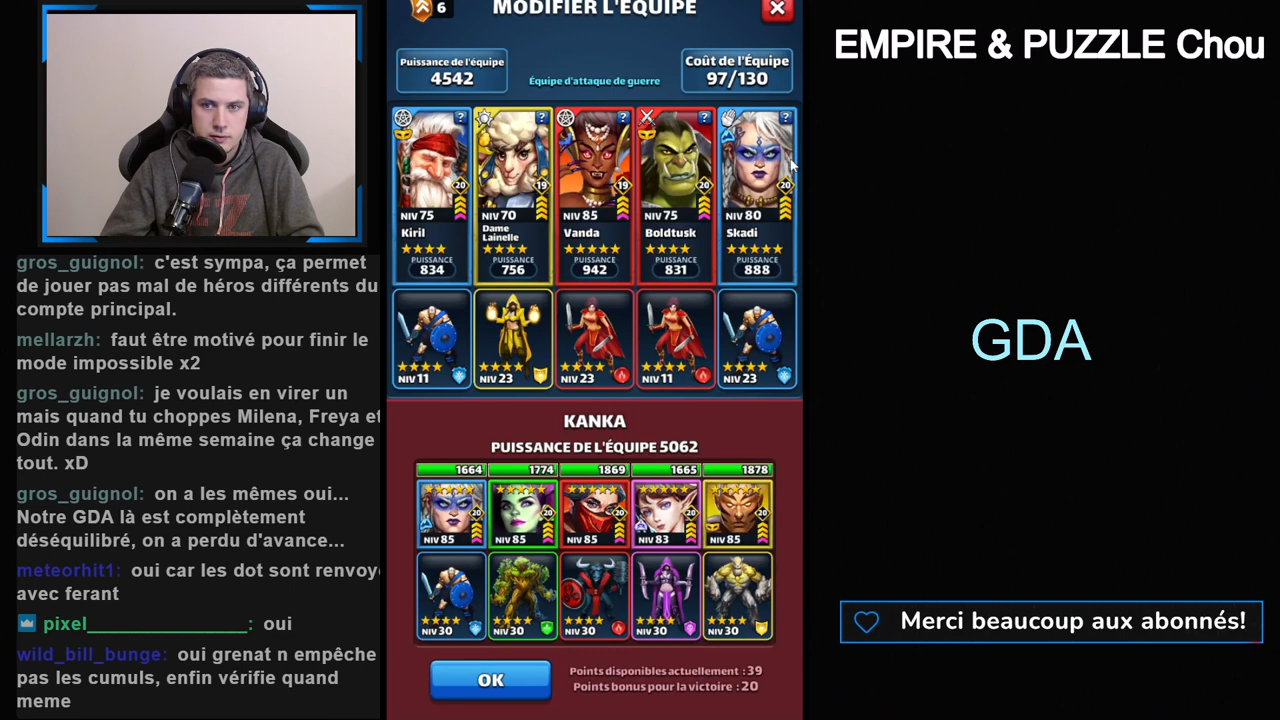 6 MODIFIER L'ÉQUIPE
Puissance de l'équipe
4542
Équipe d'attaque de guerre
Coût de l'Équipe
97/130
? ? ? ? ?
20 19 19 20 20
NIV 75 NIV 70 NIV 85 NIV 75 NIV 80
Kiril Dame Lainelle Vanda Boldtusk Skadi
PUISSANCE PUISSANCE PUISSANCE PUISSANCE PUISSANCE
834 756 942 831 888
NIV 11 NIV 23 NIV 23 NIV 11 NIV 23
KANKA
PUISSANCE DE L'ÉQUIPE 5062
1664 1774 1869 1665 1878
20 20 20 20 20
NIV 85 NIV 85 NIV 85 NIV 83 NIV 85
NIV 30 NIV 30 NIV 30 NIV 30 NIV 30
OK
Points disponibles actuellement : 39
Points bonus pour la victoire : 20
gros_guignol: c'est sympa, ça permet
de jouer pas mal de héros différents du
compte principal.
mellarzh: faut être motivé pour finir le
mode impossible x2
gros_guignol: je voulais en virer un
mais quand tu choppes Milena, Freya et
Odin dans la même semaine ça change
tout. xD
gros_guignol: on a les mêmes oui...
Notre GDA là est complètement
déséquilibré, on a perdu d'avance...
meteorhit1: oui car les dot sont renvoye
avec ferant
pixel_________________: oui
wild_bill_bunge: oui grenat n empêche
pas les cumuls, enfin vérifie quand
meme
EMPIRE & PUZZLE Chou
GDA
Merci beaucoup aux abonnés!